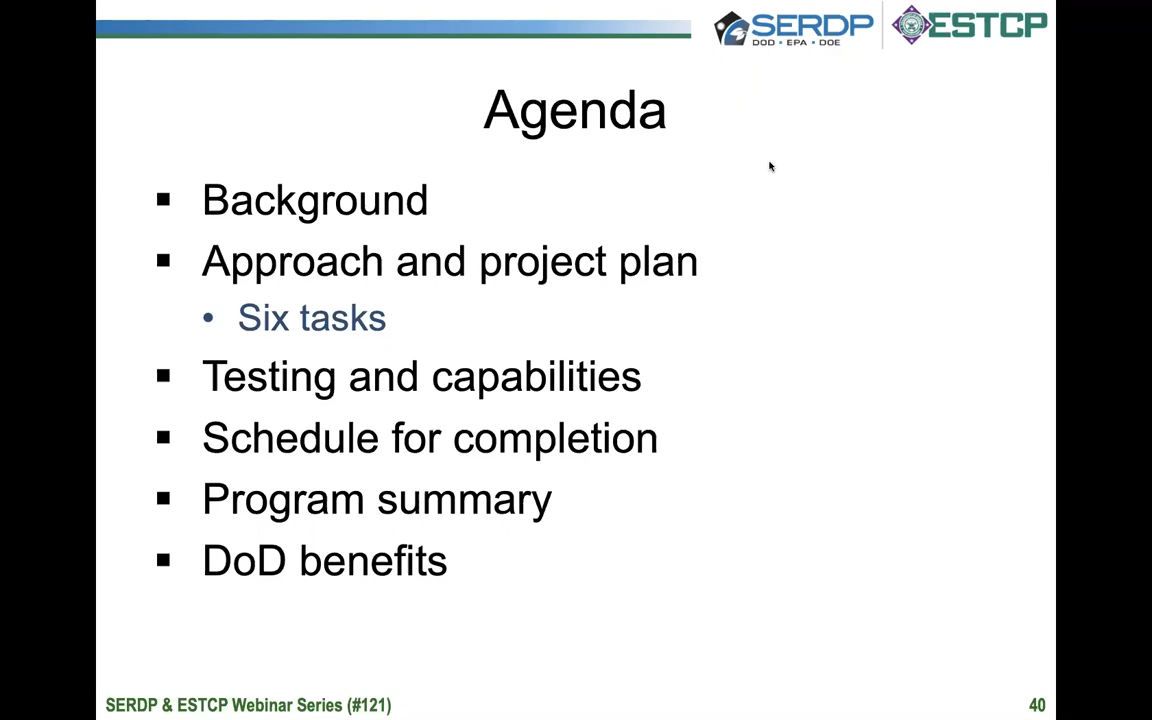 SERDP
DOD • EPA • DOE
ESTCP
Agenda
▪ Background
▪ Approach and project plan
• Six tasks
▪ Testing and capabilities
▪ Schedule for completion
▪ Program summary
▪ DoD benefits
SERDP & ESTCP Webinar Series (#121)
40